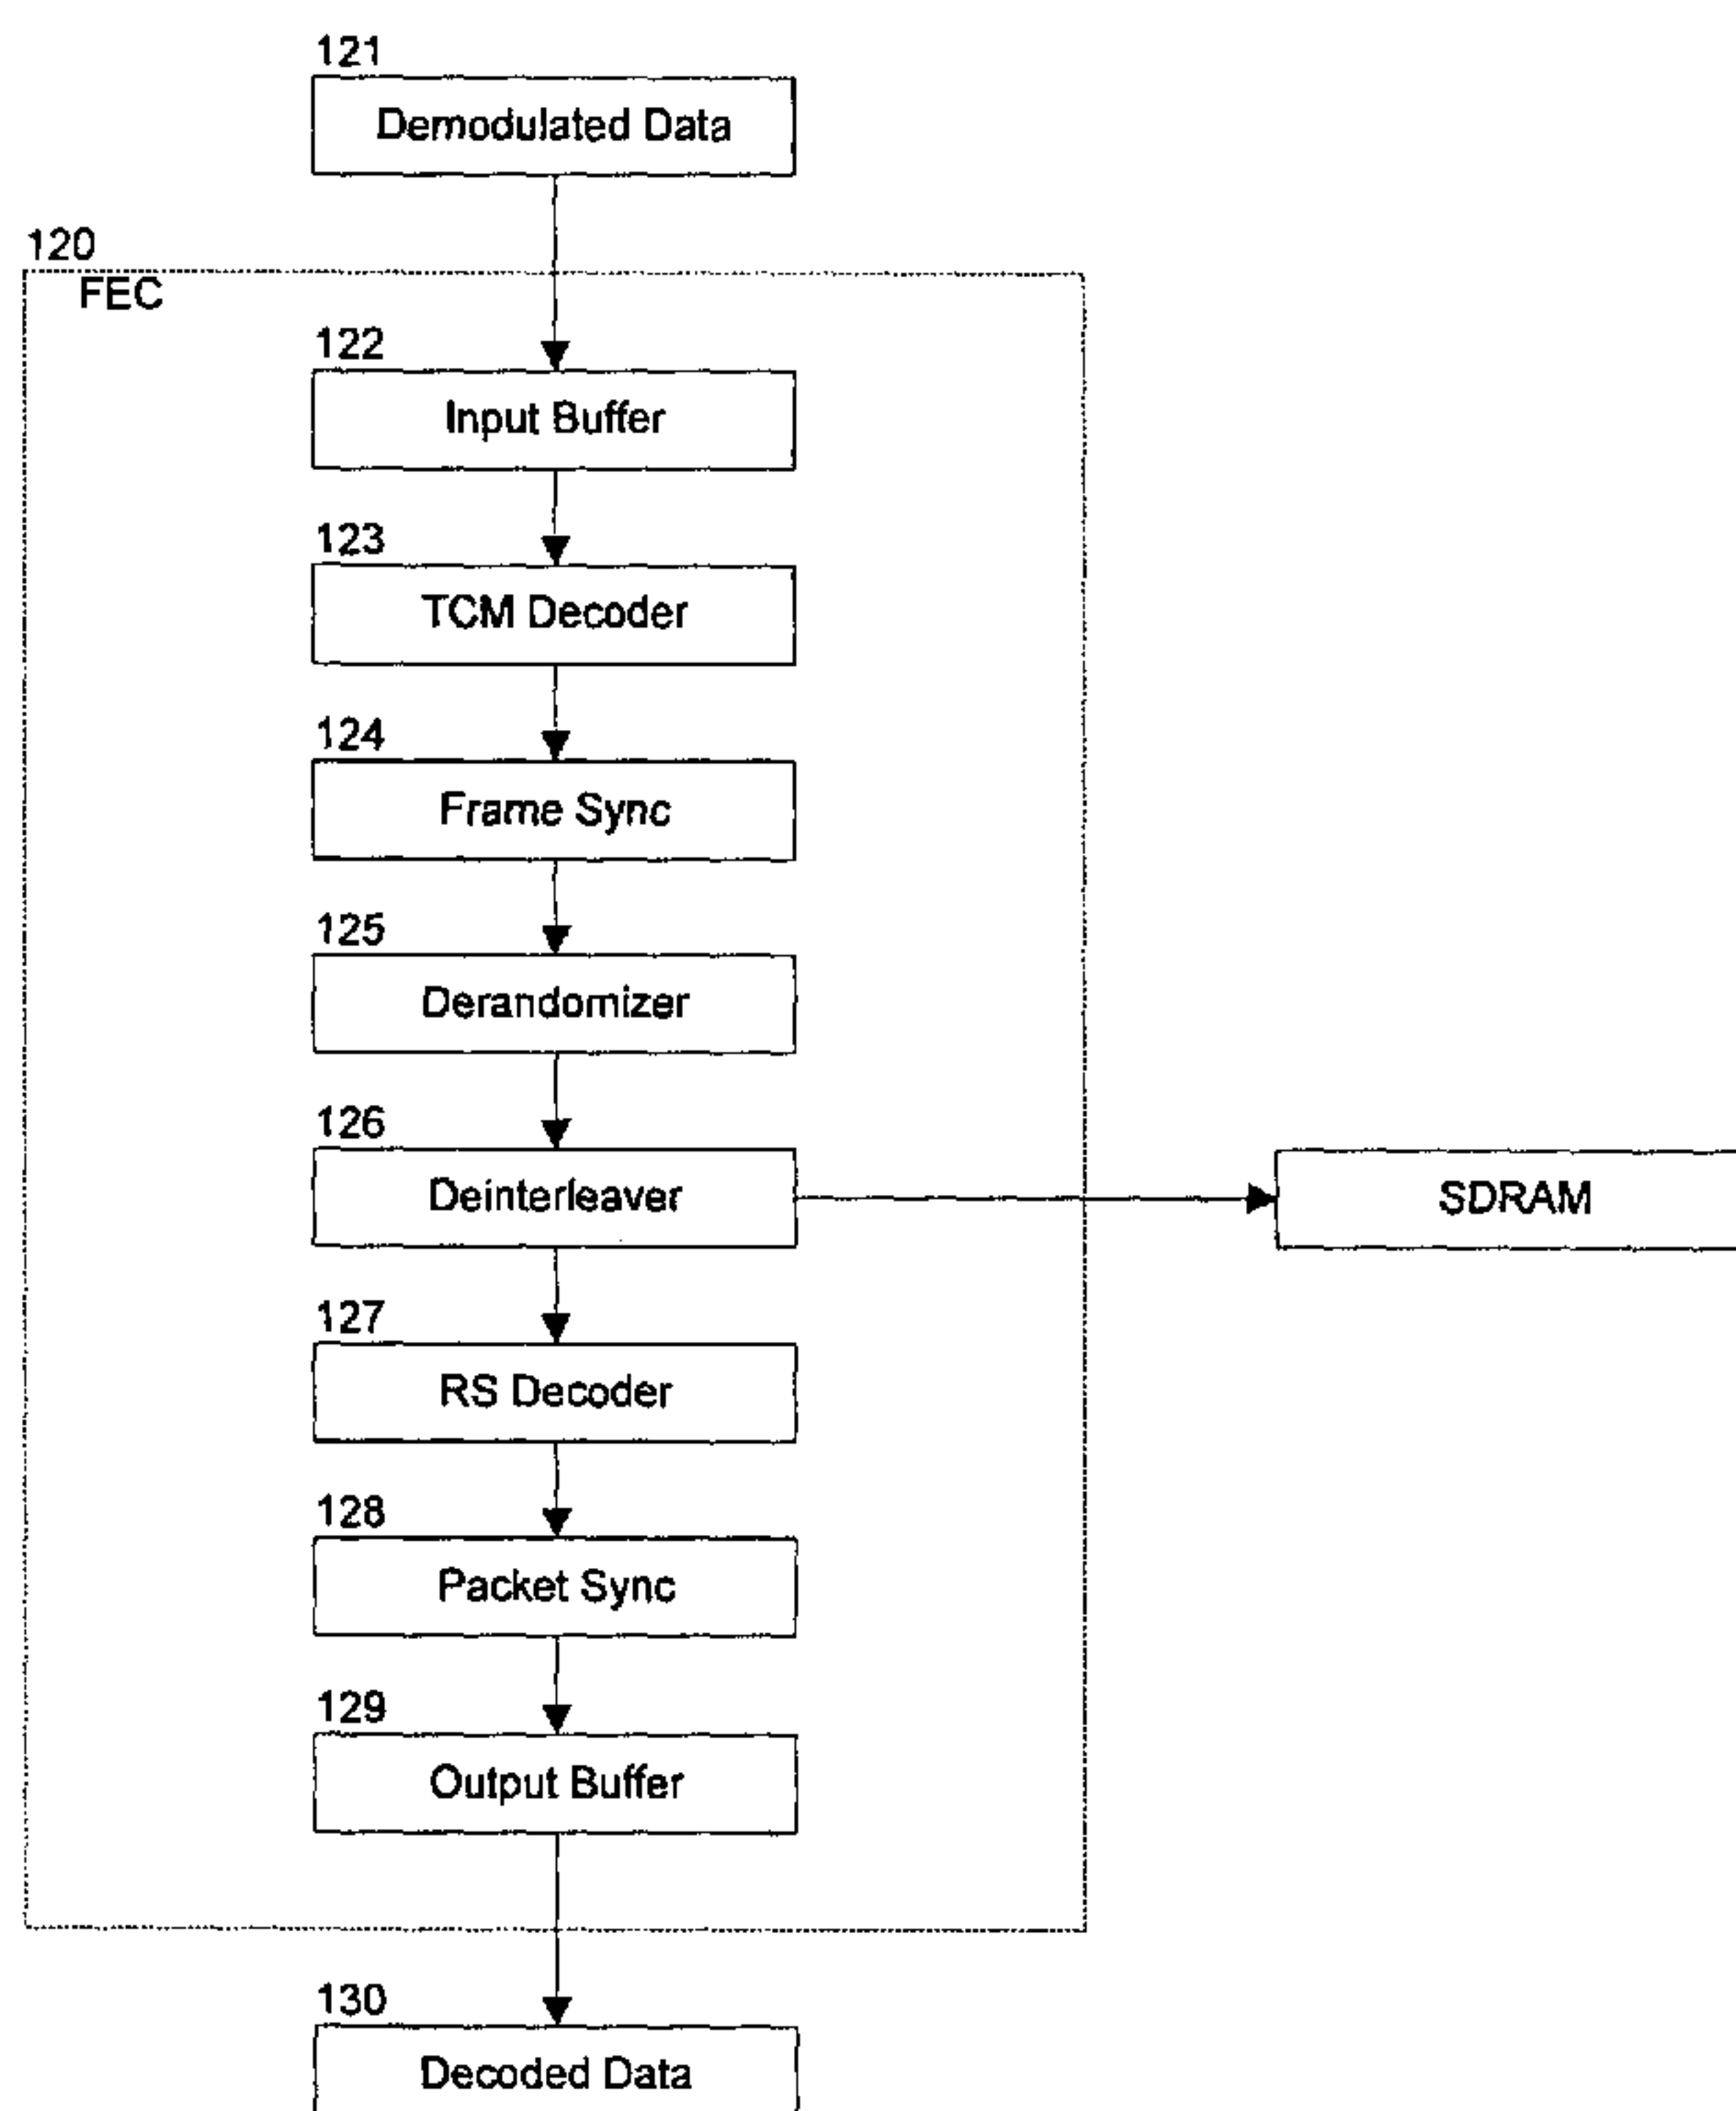 121
Demodulated Data
120
FEC
122
Input Buffer
123
TCM Decoder
124
Frame Sync
125
Derandomizer
126
Deinterleaver
SDRAM
127
RS Decoder
128
Packet Sync
129
Output Buffer
130
Decoded Data